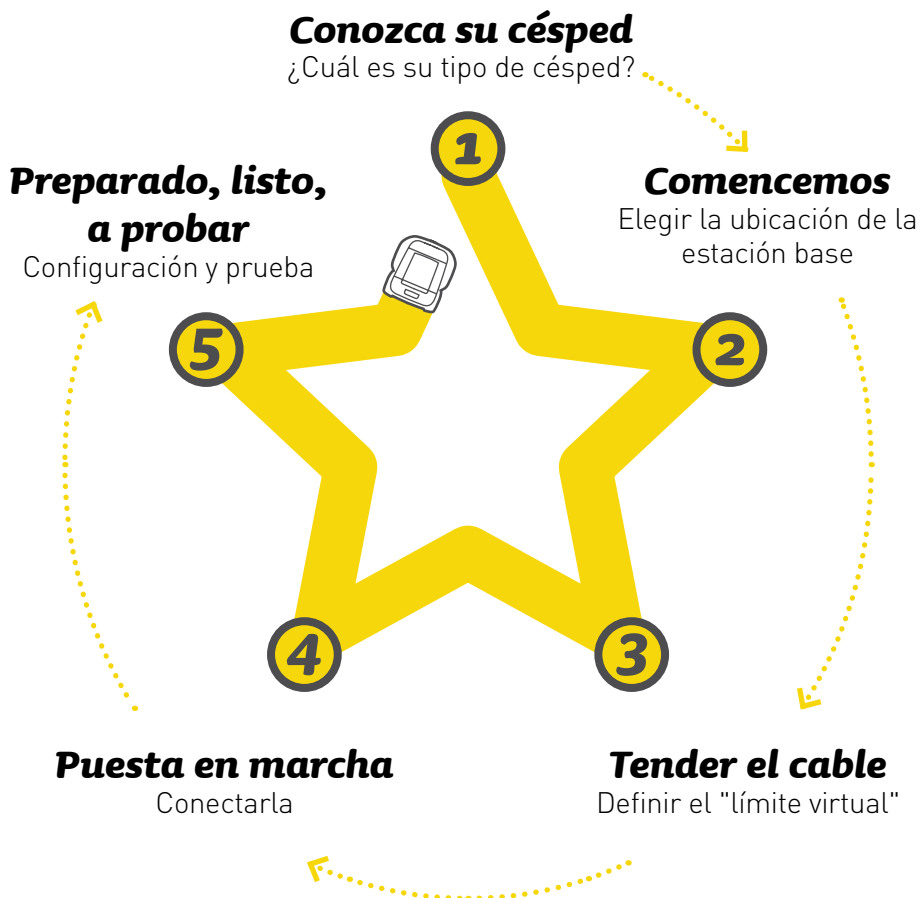 Conozca su césped
¿Cuál es su tipo de césped?
1
Comencemos
Elegir la ubicación de la
estación base
2
Tender el cable
Definir el "límite virtual"
3
Puesta en marcha
Conectarla
4
Preparado, listo,
a probar
Configuración y prueba
5